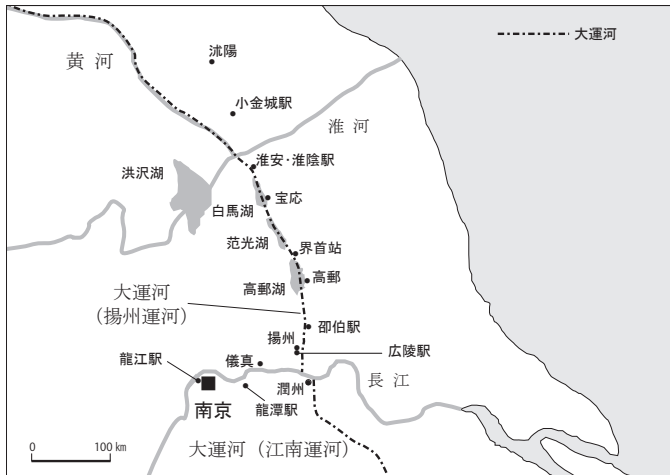 大運河
黄河
沭陽
小金城駅
淮河
淮安・淮陰駅
洪沢湖
宝応
白馬湖
范光湖
界首站
高郵
高郵湖
大運河
（揚州運河）
邵伯駅
揚州
広陵駅
儀真
龍江駅
長江
潤州
南京
龍潭駅
大運河（江南運河）
0 100 km